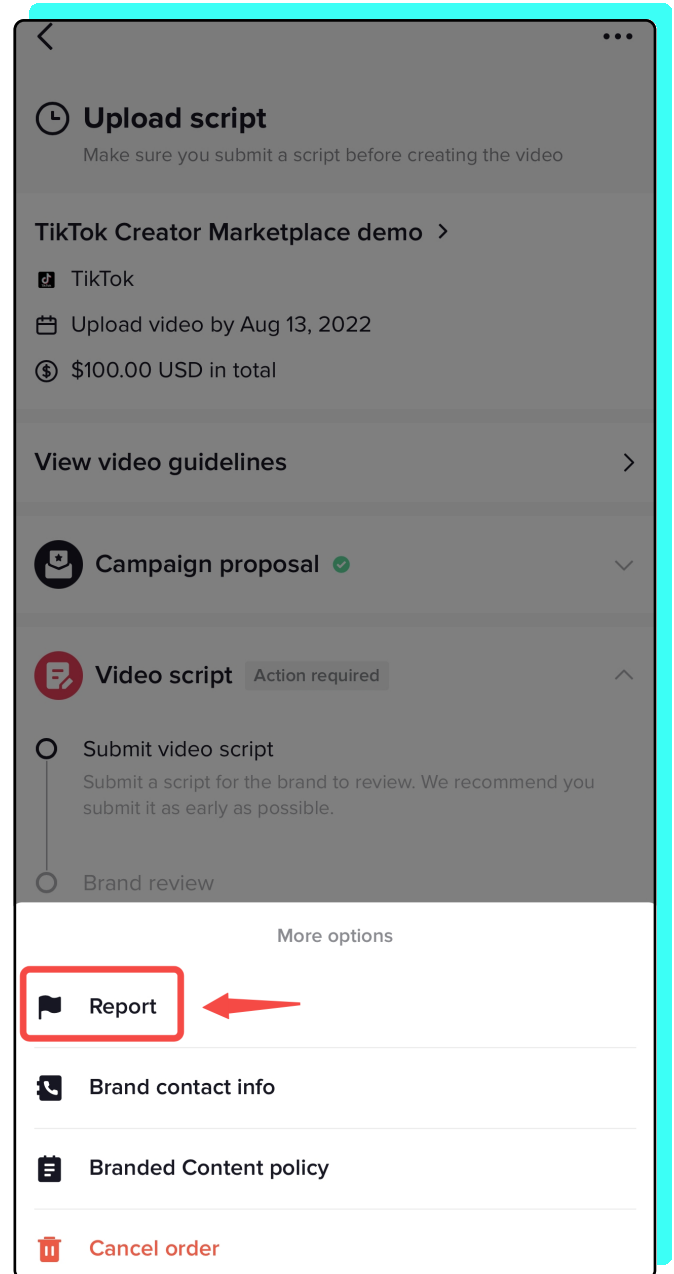 Upload script
Make sure you submit a script before creating the video
TikTok Creator Marketplace demo
TikTok
Upload video by Aug 13, 2022
$100.00 USD in total
View video guidelines
Campaign proposal
Video script Action required
Submit video script
Submit a script for the brand to review. We recommend you
submit it as early as possible.
Brand review
More options
Report
Brand contact info
Branded Content policy
Cancel order